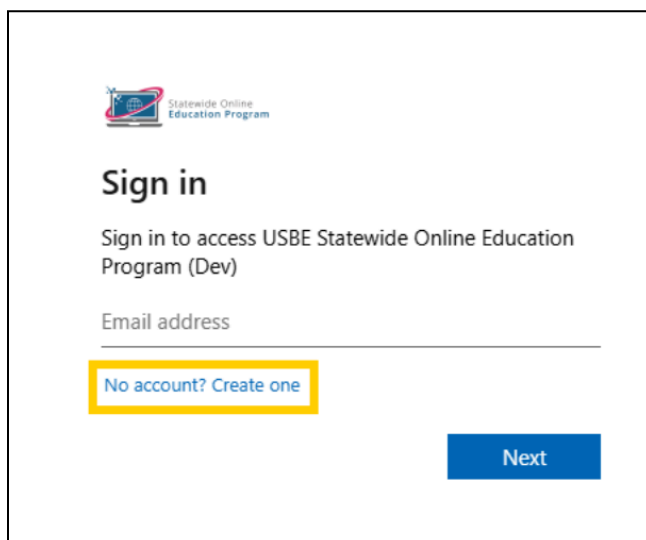 Statewide Online
Education Program
Sign in
Sign in to access USBE Statewide Online Education
Program (Dev)
Email address
No account? Create one
Next